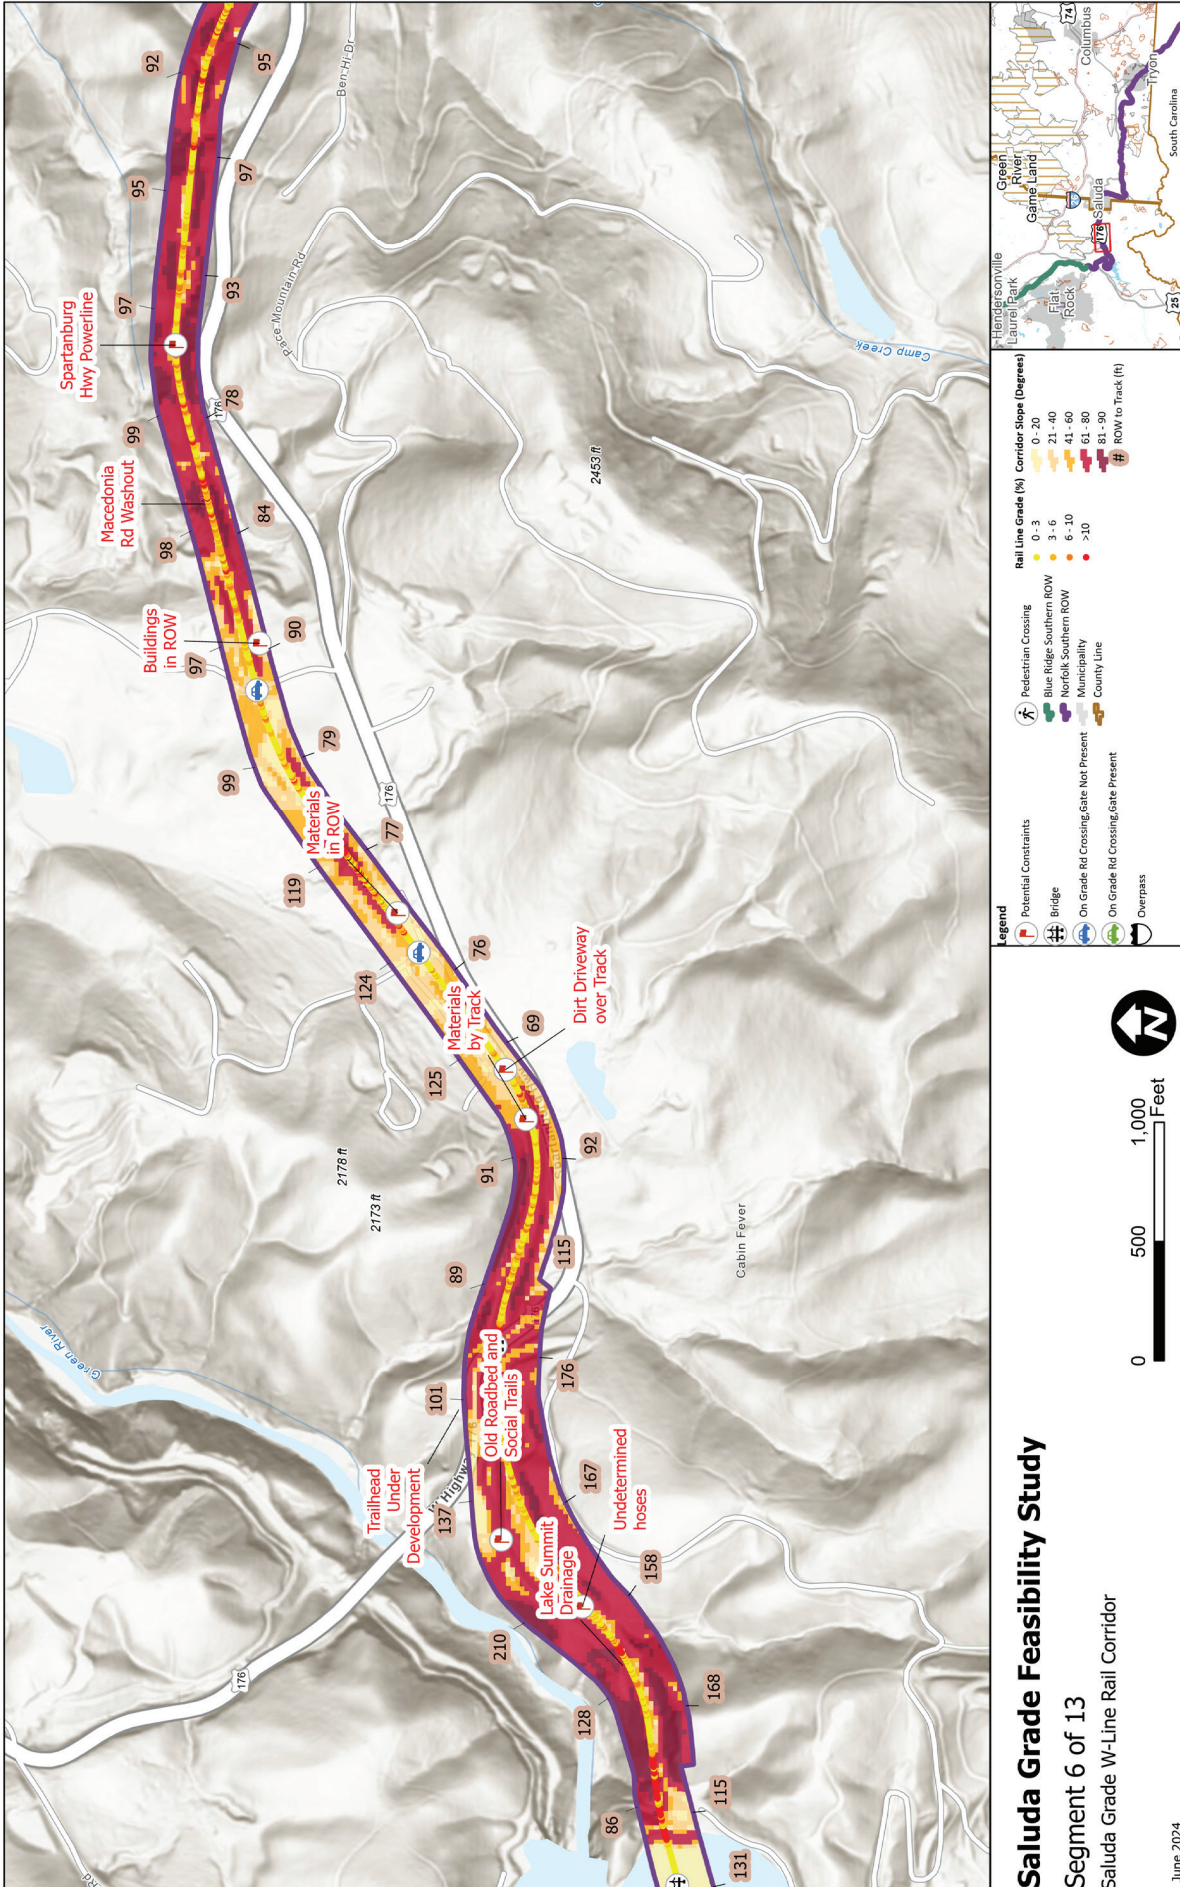 92
95
Ben-Hi-Dr
95
97
Spartanburg
Hwy Powerline
97
93
Pace-Mountain-Rd
Camp Creek
99
78
176
Macedonia
Rd Washout
98
84
2453 ft
Buildings
in ROW
97
90
99
79
176
Materials
in ROW
77
119
124
76
Materials
by Track
Dirt Driveway
over Track
69
125
2178 ft
2173 ft
91
92
Cabin Fever
89
115
Green River
101
176
Old Roadbed and
Social Trails
Trailhead
Under
Development
137
167
Undetermined
hoses
Lake Summit
Drainage
158
210
176
128
168
86
115
131
Rd
Saluda Grade Feasibility Study
Segment 6 of 13
Saluda Grade W-Line Rail Corridor
June 2024
0
500
1,000
Feet
N
Legend
Potential Constraints
Bridge
On Grade Rd Crossing,Gate Not Present
On Grade Rd Crossing,Gate Present
Overpass
Pedestrian Crossing
Blue Ridge Southern ROW
Norfolk Southern ROW
Municipality
County Line
Rail Line Grade (%)
0 - 3
3 - 6
6 - 10
>10
Corridor Slope (Degrees)
0 - 20
21 - 40
41 - 60
61 - 80
81 - 90
# ROW to Track (ft)
Hendersonville
Laurel Park
Flat
Rock
Green
River
Game Land
26
Saluda
176
25
74
Columbus
Tryon
South Carolina